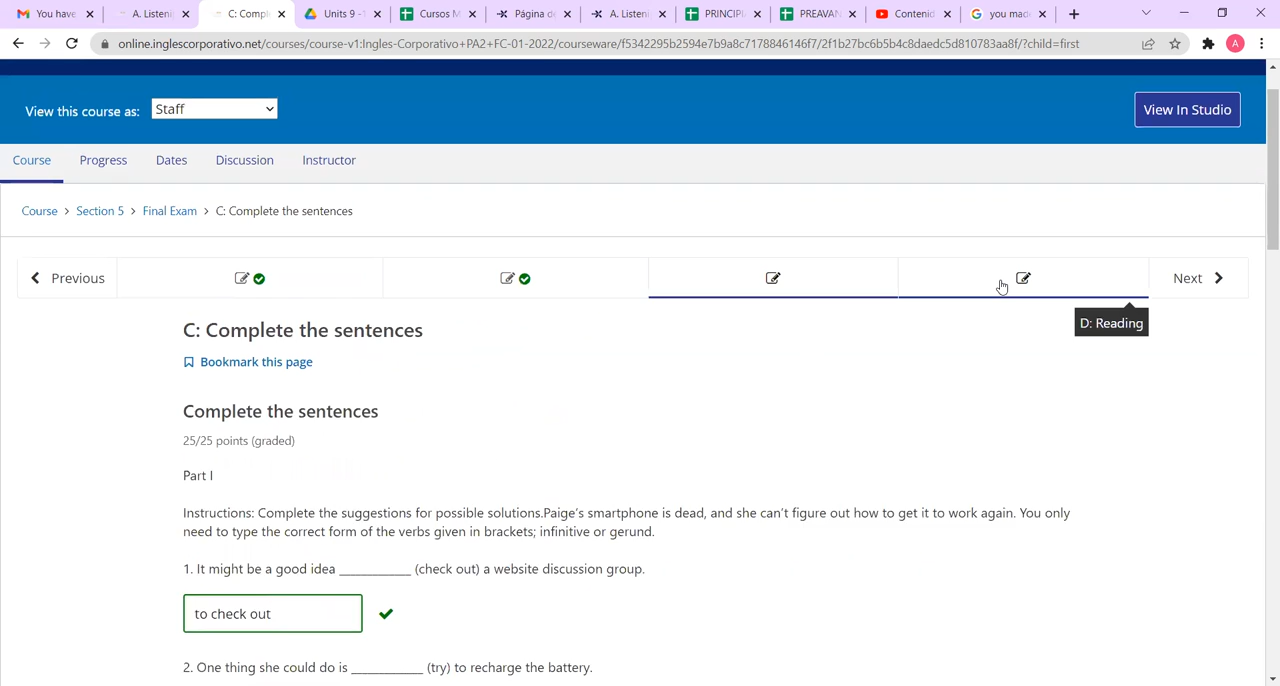 You have
A. Listeni
C: Compl
Units 9 -
Cursos M
Página de
A. Listeni
PRINCIPI
PREAVAN
Contenid
you made
online.inglescorporativo.net/courses/course-v1:Ingles-Corporativo+PA2+FC-01-2022/courseware/f5342295b2594e7b9a8c7178846146f7/2f1b27bc6b5b4c8daedc5d810783aa8f/?child=first
A
View this course as:
Staff
View In Studio
Course
Progress
Dates
Discussion
Instructor
Course > Section 5 > Final Exam > C: Complete the sentences
Previous
Next
D: Reading
C: Complete the sentences
Bookmark this page
Complete the sentences
25/25 points (graded)
Part I
Instructions: Complete the suggestions for possible solutions.Paige's smartphone is dead, and she can't figure out how to get it to work again. You only
need to type the correct form of the verbs given in brackets; infinitive or gerund.
1. It might be a good idea ___________ (check out) a website discussion group.
to check out
2. One thing she could do is ___________ (try) to recharge the battery.